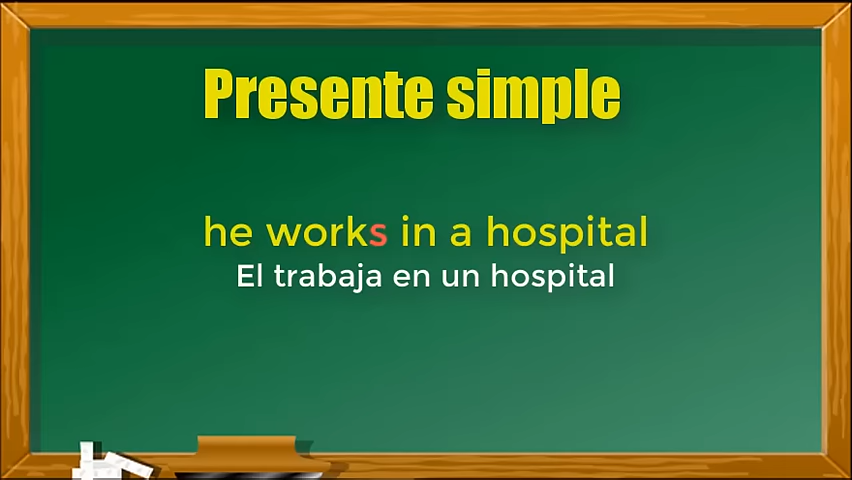 Presente simple
he works in a hospital
El trabaja en un hospital